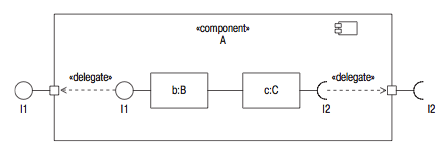 «component»
A
«delegate»
«delegate»
b:B
c:C
I1
I1
I2
I2